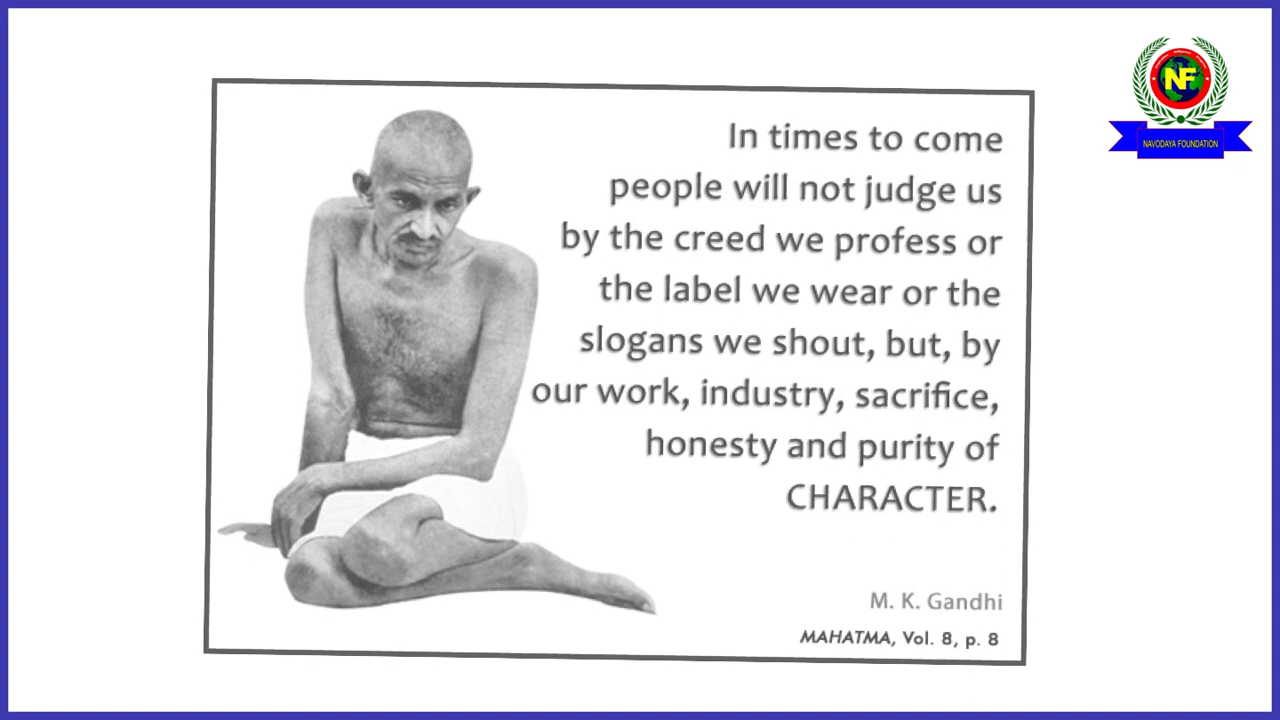 In times to come
people will not judge us
by the creed we profess or
the label we wear or the
slogans we shout, but, by
our work, industry, sacrifice,
honesty and purity of
CHARACTER.
M. K. Gandhi
MAHATMA, Vol. 8, p. 8
NF
NAVODAYA FOUNDATION